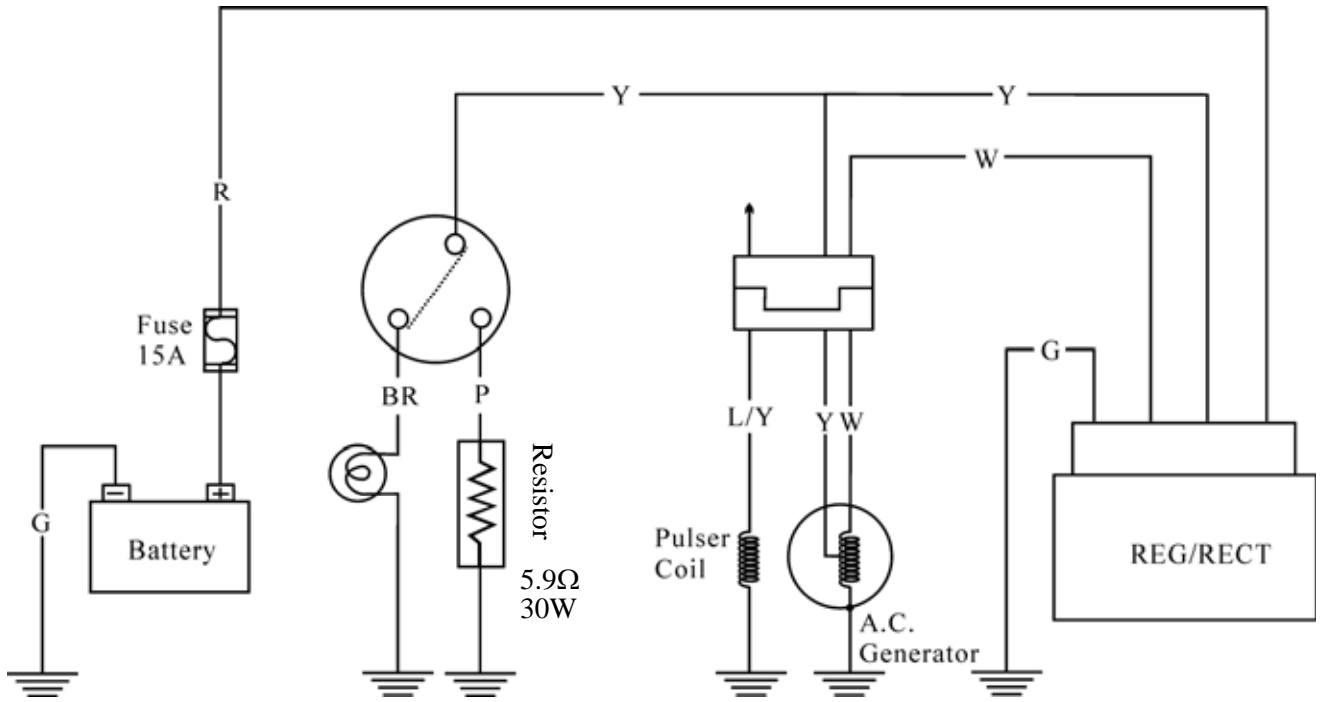 Y
Y
W
R
Fuse
15A
BR
P
L/Y
Y W
G
G
−
+
Battery
Resistor
5.9Ω
30W
Pulser
Coil
A.C.
Generator
REG/RECT